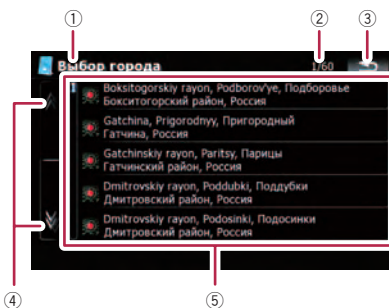 ① ② ③
Выбор города 1/60
1 Boksitogorskiy rayon, Podborov'ye, Подборовье
Бокситогорский район, Россия
Gatchina, Prigorodnyy, Пригородный
Гатчина, Россия
Gatchinskiy rayon, Paritsy, Парицы
Гатчинский район, Россия
Dmitrovskiy rayon, Poddubki, Поддубки
Дмитровский район, Россия
Dmitrovskiy rayon, Podosinki, Подосинки
Дмитровский район, Россия
④ ⑤